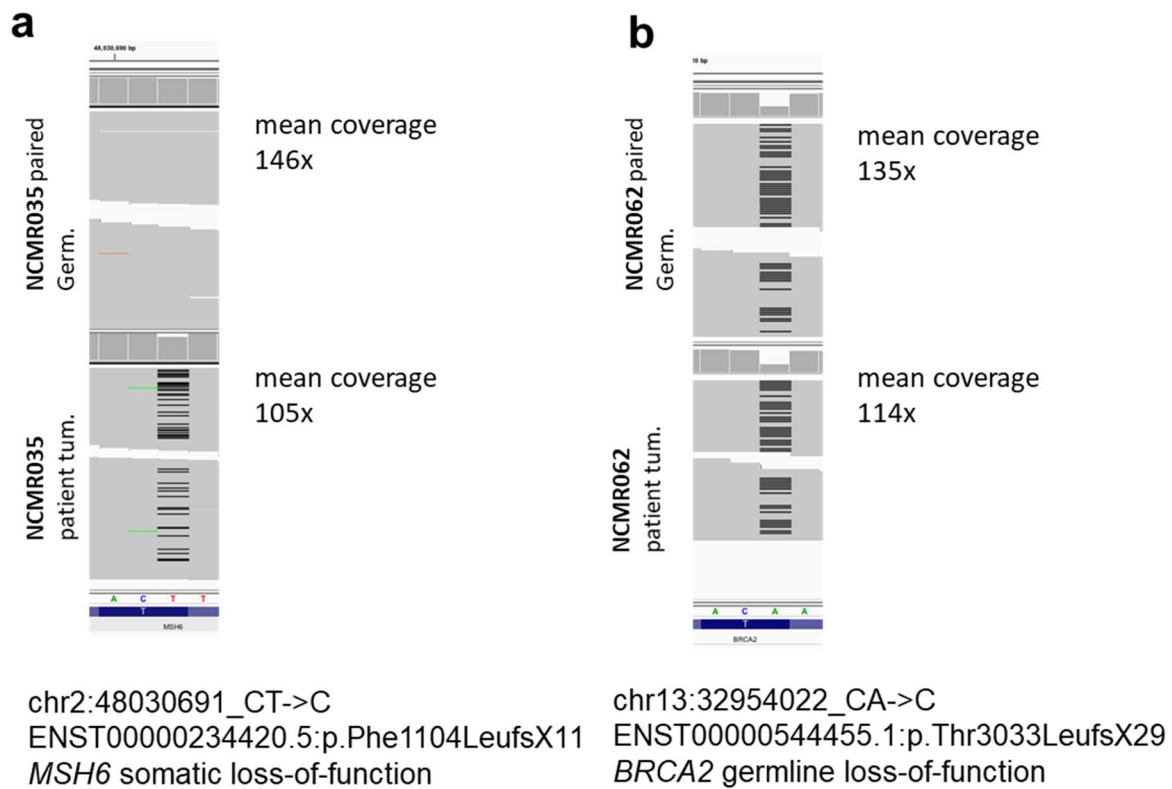 a
48,030,690 bp
NCMR035 paired
Germ.
mean coverage
146x
NCMR035
patient tum.
mean coverage
105x
A C T T
T
MSH6
chr2:48030691_CT->C
ENST00000234420.5:p.Phe1104LeufsX11
MSH6 somatic loss-of-function
b
bp
NCMR062 paired
Germ.
mean coverage
135x
NCMR062
patient tum.
mean coverage
114x
A C A A
T
BRCA2
chr13:32954022_CA->C
ENST00000544455.1:p.Thr3033LeufsX29
BRCA2 germline loss-of-function